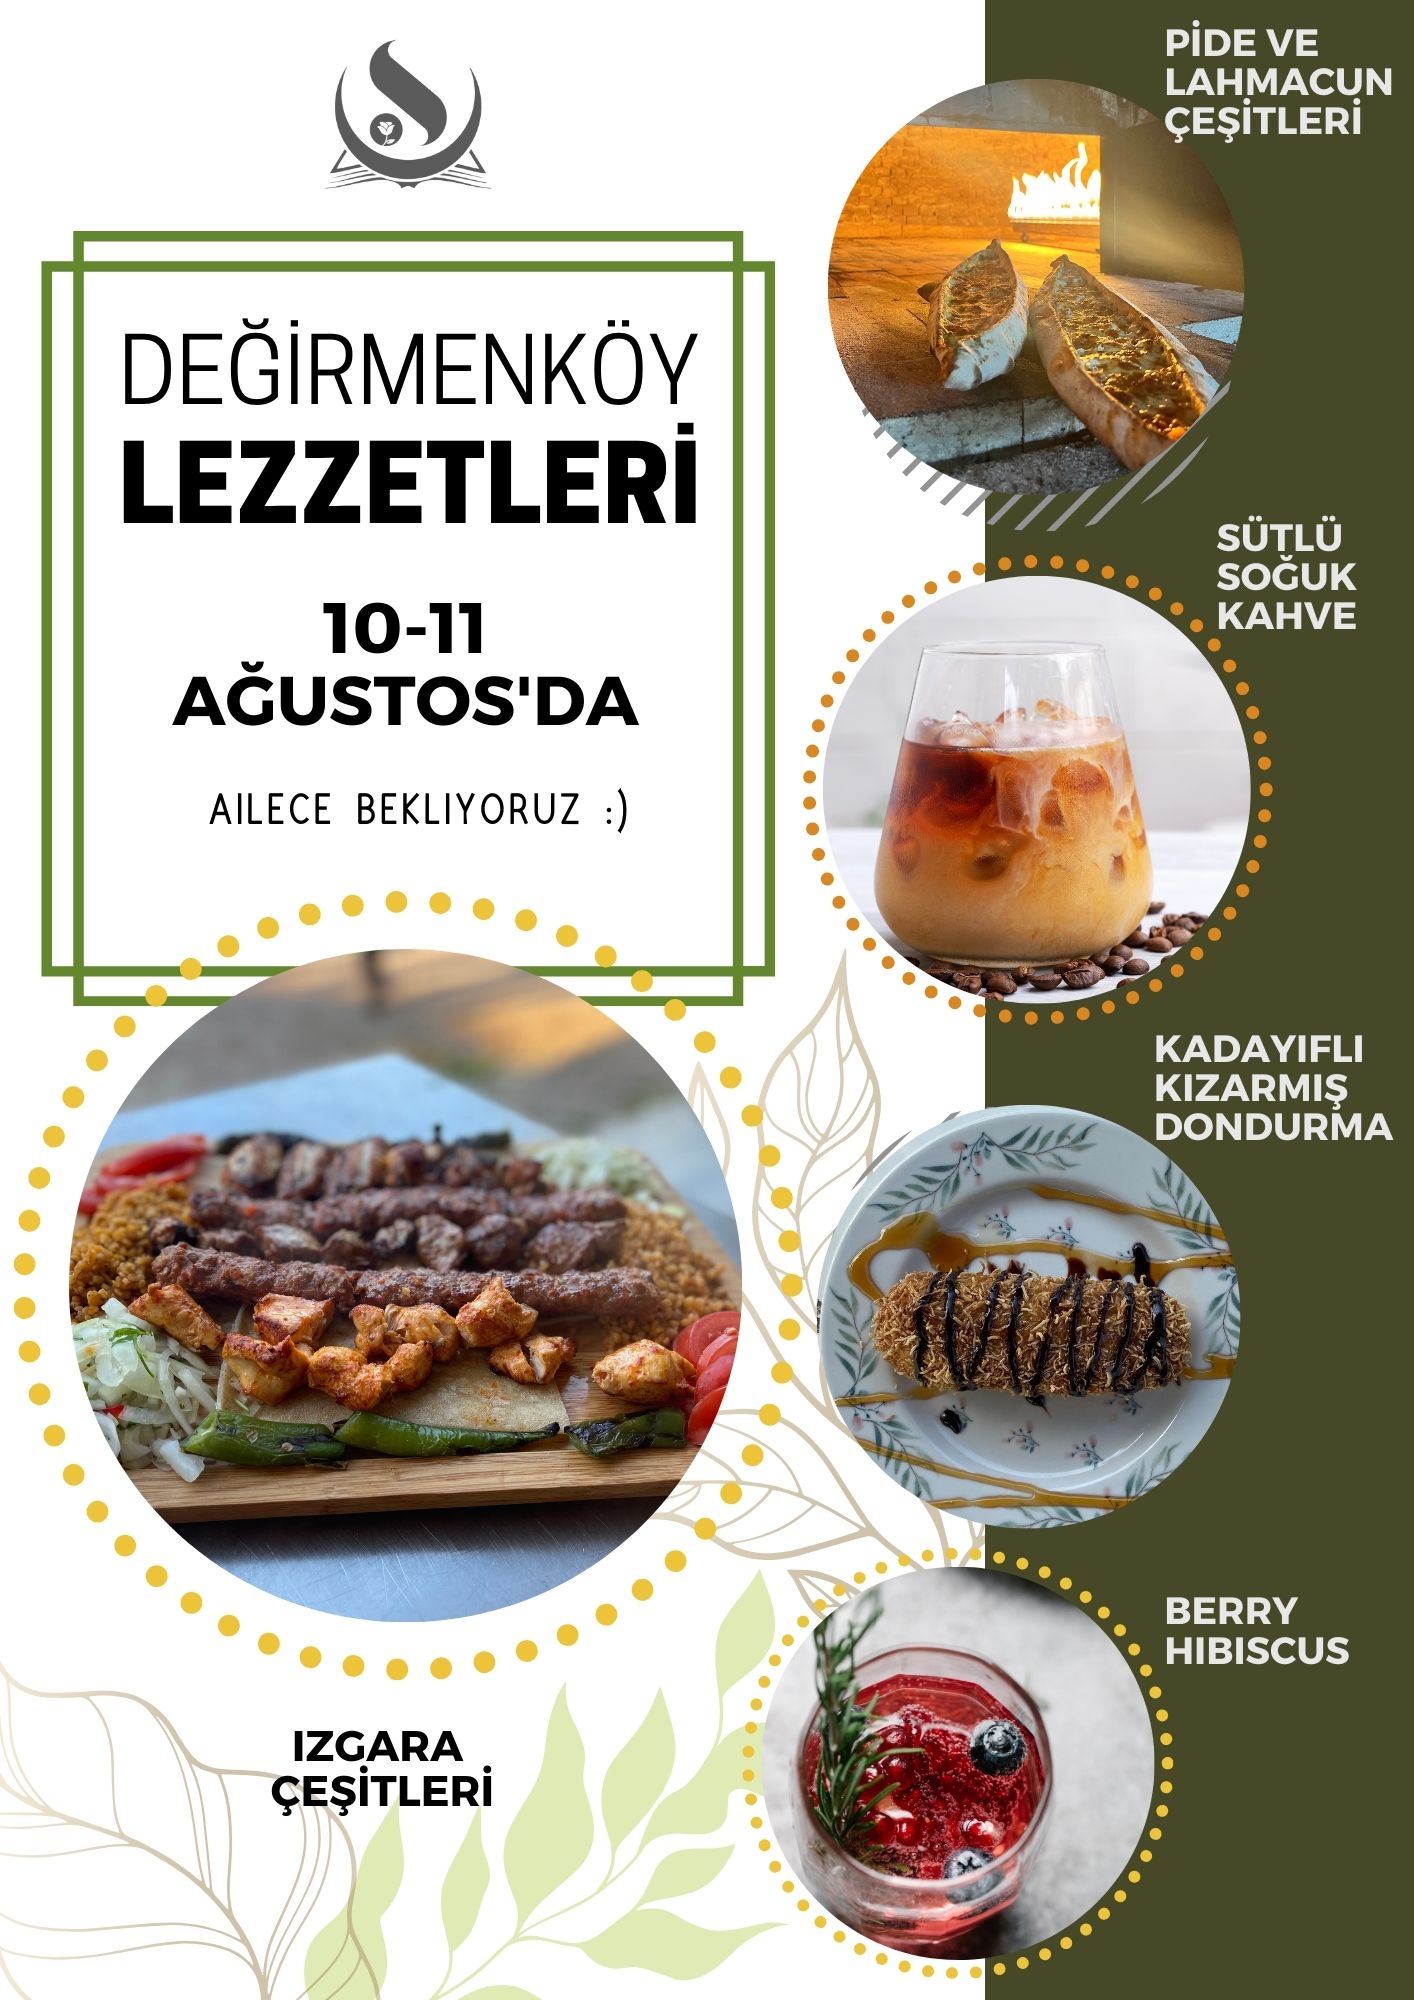 DEĞİRMENKÖY
LEZZETLERİ
10-11
AĞUSTOS'DA
AILECE BEKLIYORUZ :)
PİDE VE
LAHMACUN
ÇEŞİTLERİ
SÜTLÜ
SOĞUK
KAHVE
KADAYIFLI
KIZARMIŞ
DONDURMA
BERRY
HIBISCUS
IZGARA
ÇEŞİTLERİ